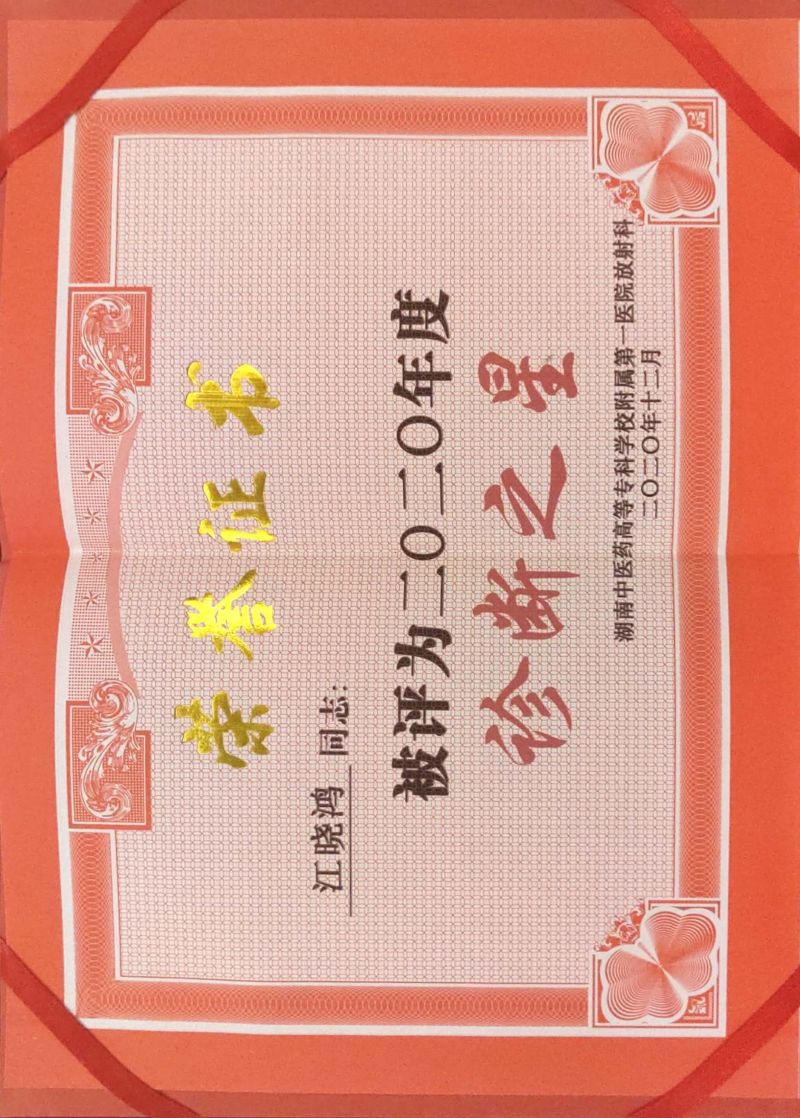 荣誉证书
江晓鸿 同志:
被评为二〇二〇年度
诊断之星
湖南中医药高等专科学校附属第一医院放射科
二〇二〇年十二月